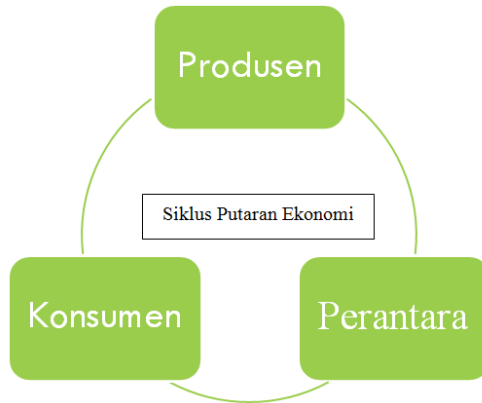 Produsen
Siklus Putaran Ekonomi
Konsumen
Perantara